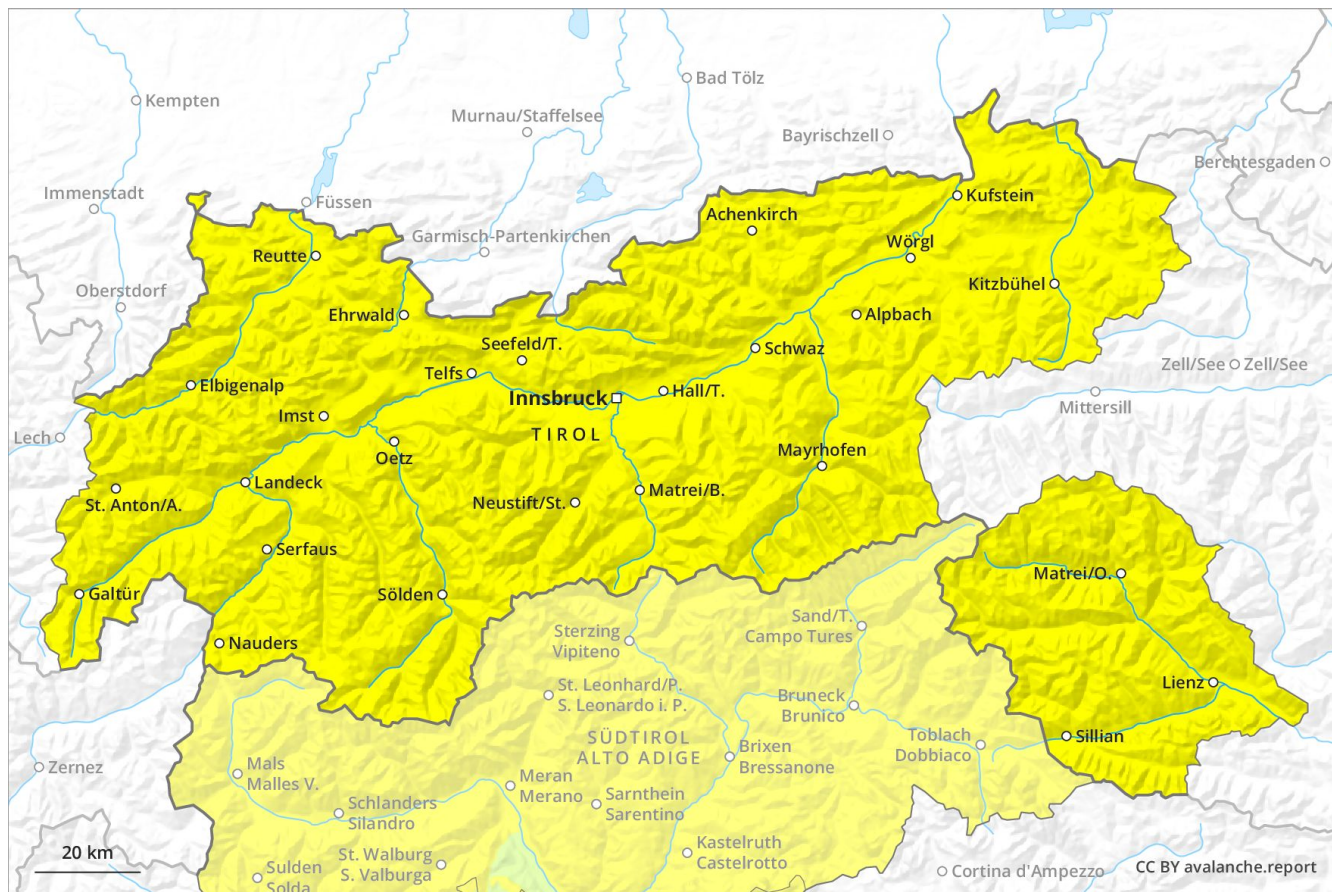 Kempten
Bad Tölz
Murnau/Staffelsee
Bayrischzell
Berchtesgaden
Immenstadt
Füssen
Kufstein
Achenkirch
Garmisch-Partenkirchen
Wörgl
Reutte
Kitzbühel
Oberstdorf
Ehrwald
Alpbach
Seefeld/T.
Schwaz
Telfs
Zell/See
Zell/See
Elbigenalp
Hall/T.
Innsbruck
Mittersill
Imst
TIROL
Lech
Oetz
Mayrhofen
Landeck
St. Anton/A.
Neustift/St.
Matrei/B.
Serfaus
Matrei/O.
Galtür
Sölden
Sand/T.
Campo Tures
Sterzing
Vipiteno
Nauders
Lienz
St. Leonhard/P.
S. Leonardo i. P.
Bruneck
Brunico
SÜDTIROL
ALTO ADIGE
Toblach
Dobbiaco
Sillian
Brixen
Bressanone
Zernez
Mals
Malles V.
Meran
Merano
Sarnthein
Sarentino
Schlanders
Silandro
Kastelruth
Castelrotto
20 km
St. Walburg
S. Valburga
Sulden
Solda
Cortina d'Ampezzo
CC BY avalanche.report